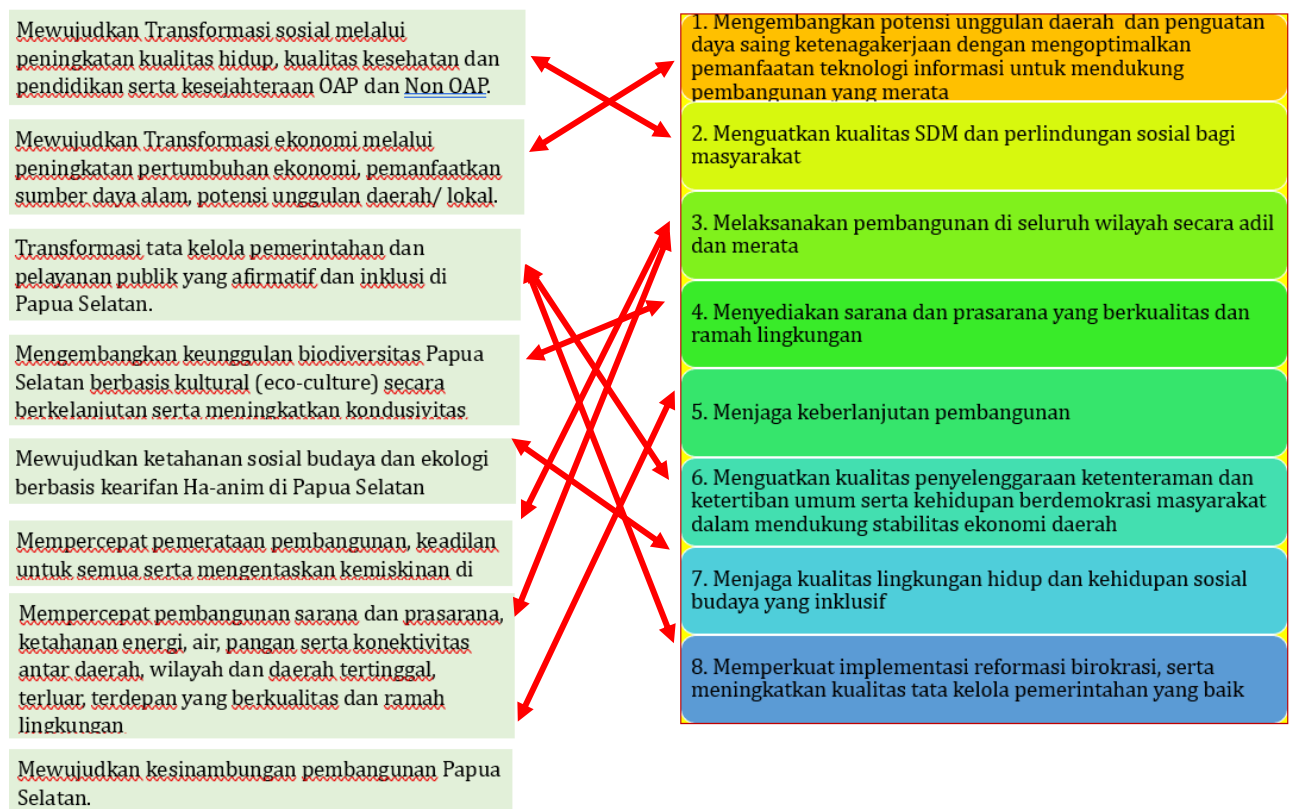 Mewujudkan Transformasi sosial melalui
peningkatan kualitas hidup, kualitas kesehatan dan
pendidikan serta kesejahteraan OAP dan Non OAP.
Mewujudkan Transformasi ekonomi melalui
peningkatan pertumbuhan ekonomi, pemanfaatkan
sumber daya alam, potensi unggulan daerah/ lokal.
Transformasi tata kelola pemerintahan dan
pelayanan publik yang afirmatif dan inklusi di
Papua Selatan.
Mengembangkan keunggulan biodiversitas Papua
Selatan berbasis kultural (eco-culture) secara
berkelanjutan serta meningkatkan kondusivitas
Mewujudkan ketahanan sosial budaya dan ekologi
berbasis kearifan Ha-anim di Papua Selatan
Mempercepat pemerataan pembangunan, keadilan
untuk semua serta mengentaskan kemiskinan di
Mempercepat pembangunan sarana dan prasarana,
ketahanan energi, air, pangan serta konektivitas
antar daerah, wilayah dan daerah tertinggal,
terluar, terdepan yang berkualitas dan ramah
lingkungan
Mewujudkan kesinambungan pembangunan Papua
Selatan.
1. Mengembangkan potensi unggulan daerah dan penguatan
daya saing ketenagakerjaan dengan mengoptimalkan
pemanfaatan teknologi informasi untuk mendukung
pembangunan yang merata
2. Menguatkan kualitas SDM dan perlindungan sosial bagi
masyarakat
3. Melaksanakan pembangunan di seluruh wilayah secara adil
dan merata
4. Menyediakan sarana dan prasarana yang berkualitas dan
ramah lingkungan
5. Menjaga keberlanjutan pembangunan
6. Menguatkan kualitas penyelenggaraan ketenteraman dan
ketertiban umum serta kehidupan berdemokrasi masyarakat
dalam mendukung stabilitas ekonomi daerah
7. Menjaga kualitas lingkungan hidup dan kehidupan sosial
budaya yang inklusif
8. Memperkuat implementasi reformasi birokrasi, serta
meningkatkan kualitas tata kelola pemerintahan yang baik